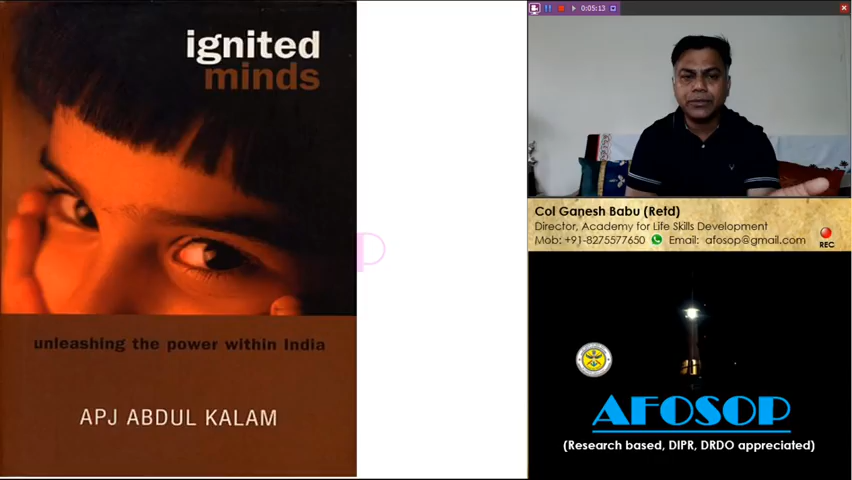 ignited
minds
unleashing the power within India
APJ ABDUL KALAM
P
0:05:13
Col Ganesh Babu (Retd)
Director, Academy for Life Skills Development
Mob: +91-8275577650 Email: afosop@gmail.com
REC
AFOSOP
(Research based, DIPR, DRDO appreciated)